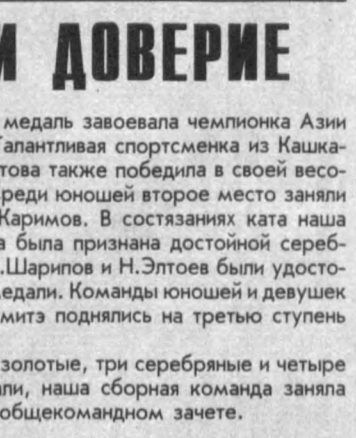 И ДОВЕРИЕ
медаль завоевала чемпионка Азии
Талантливая спортсменка из Кашка-
това также победила в своей весо-
реди юношей второе место заняли
Каримов. В состязаниях ката наша
а была признана достойной сереб-
.Шарипов и Н.Элтоев были удосто-
медали. Команды юношей и девушек
митэ поднялись на третью ступень
золотые, три серебряные и четыре
али, наша сборная команда заняла
общекомандном зачете.